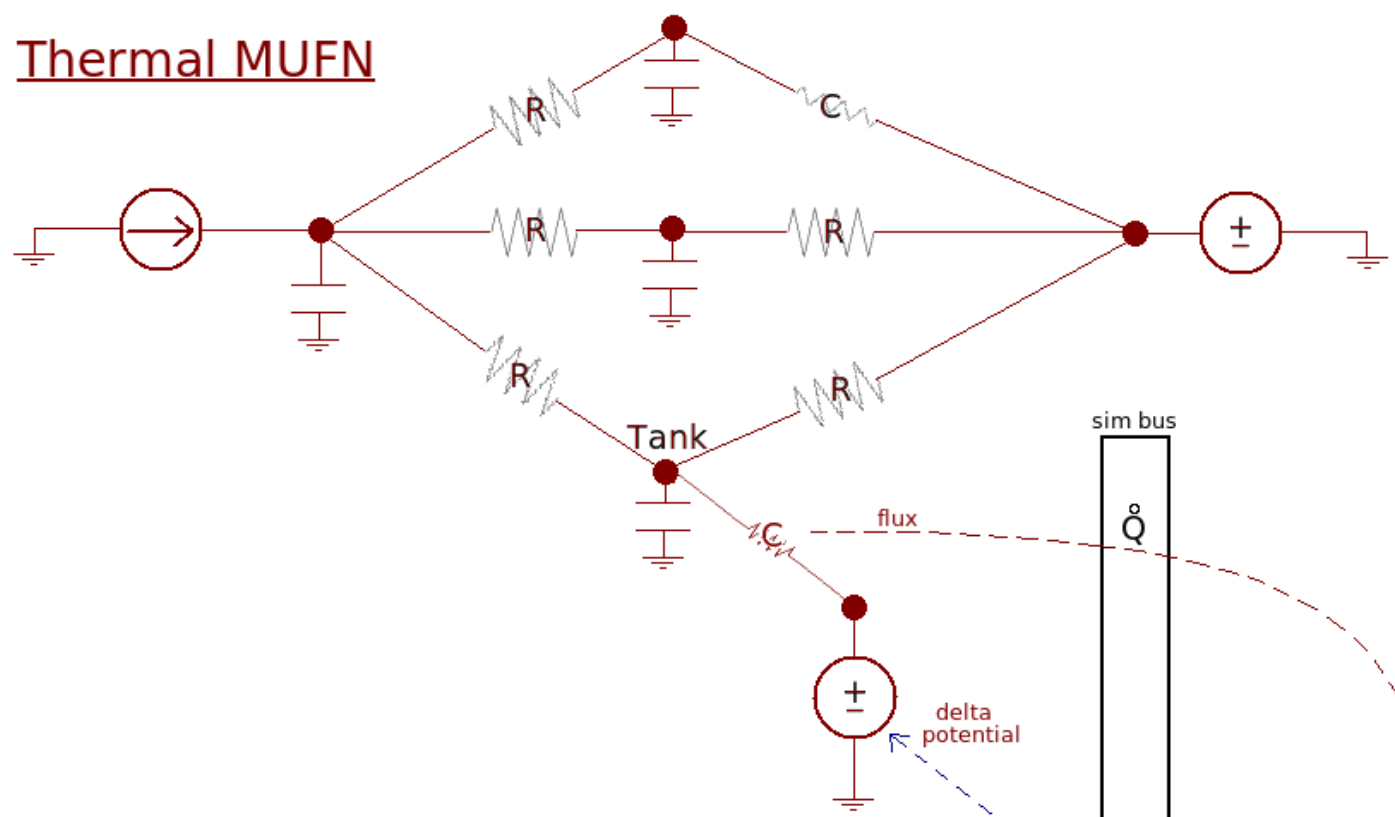 Thermal MUFN
R
C
R
R
R
R
Tank
C
flux
sim bus
Q̊
delta
potential